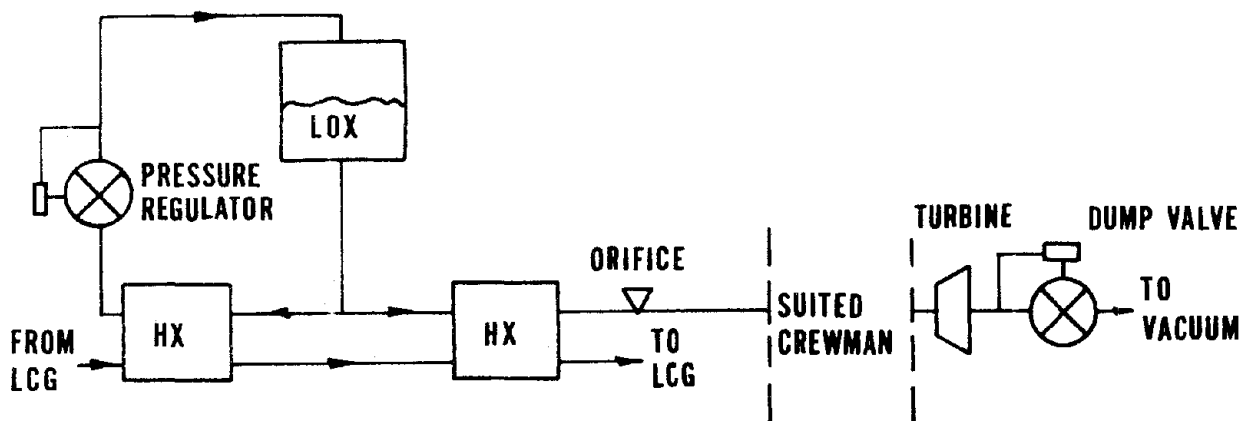 LOX
PRESSURE
REGULATOR
TURBINE
DUMP VALVE
ORIFICE
HX
HX
SUITED
CREWMAN
TO
VACUUM
FROM
LCG
TO
LCG